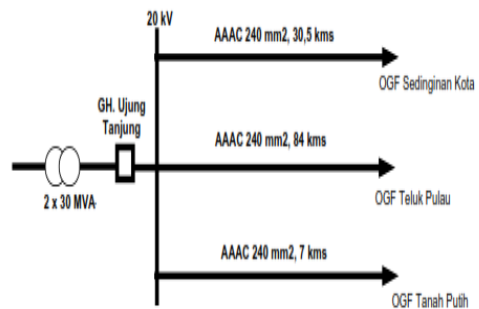 20 kV
AAAC 240 mm2, 30,5 kms
OGF Sedinginan Kota
GH. Ujung
Tanjung
AAAC 240 mm2, 84 kms
2 x 30 MVA
OGF Teluk Pulau
AAAC 240 mm2, 7 kms
OGF Tanah Putih